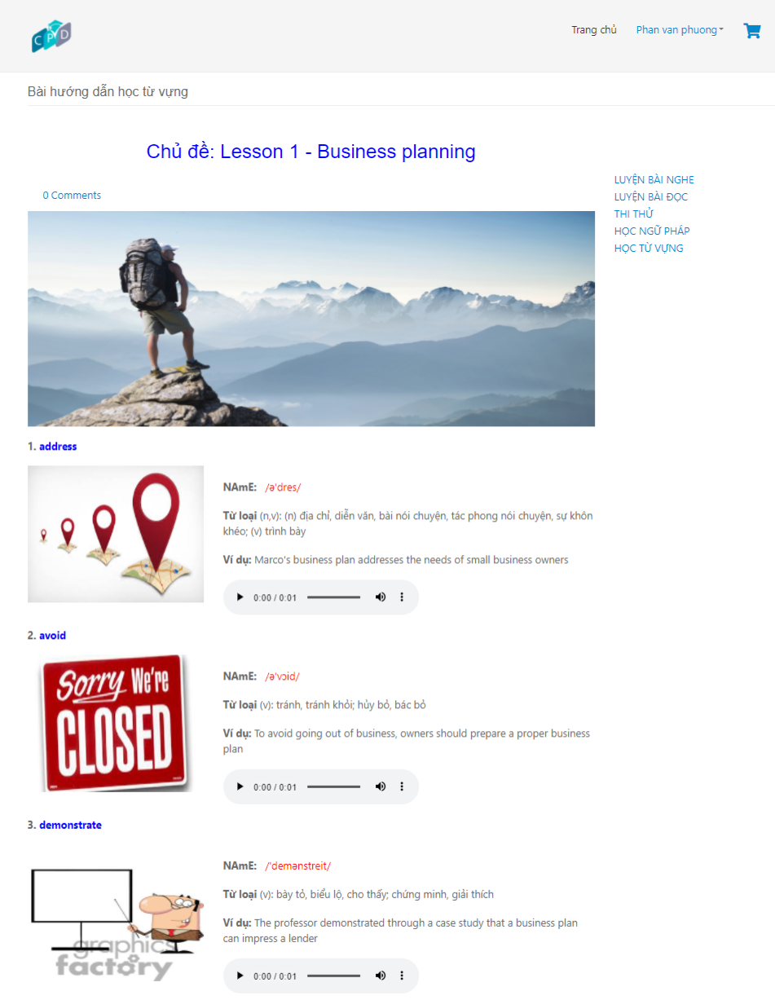 C P D
Trang chủ
Phan van phuong
Bài hướng dẫn học từ vựng
Chủ đề: Lesson 1 - Business planning
0 Comments
LUYỆN BÀI NGHE
LUYỆN BÀI ĐỌC
THI THỬ
HỌC NGỮ PHÁP
HỌC TỪ VỰNG
1. address
NAmE: /ə'dres/
Từ loại (n,v): (n) địa chỉ, diễn văn, bài nói chuyện, tác phong nói chuyện, sự khôn
khéo; (v) trình bày
Ví dụ: Marco's business plan addresses the needs of small business owners
0:00 / 0:01
2. avoid
Sorry We're
CLOSED
NAmE: /ə'vɔid/
Từ loại (v): tránh, tránh khỏi; hủy bỏ, bác bỏ
Ví dụ: To avoid going out of business, owners should prepare a proper business
plan
0:00 / 0:01
3. demonstrate
graphics
factory
NAmE: /'demənstreit/
Từ loại (v): bày tỏ, biểu lộ, cho thấy; chứng minh, giải thích
Ví dụ: The professor demonstrated through a case study that a business plan
can impress a lender
0:00 / 0:01